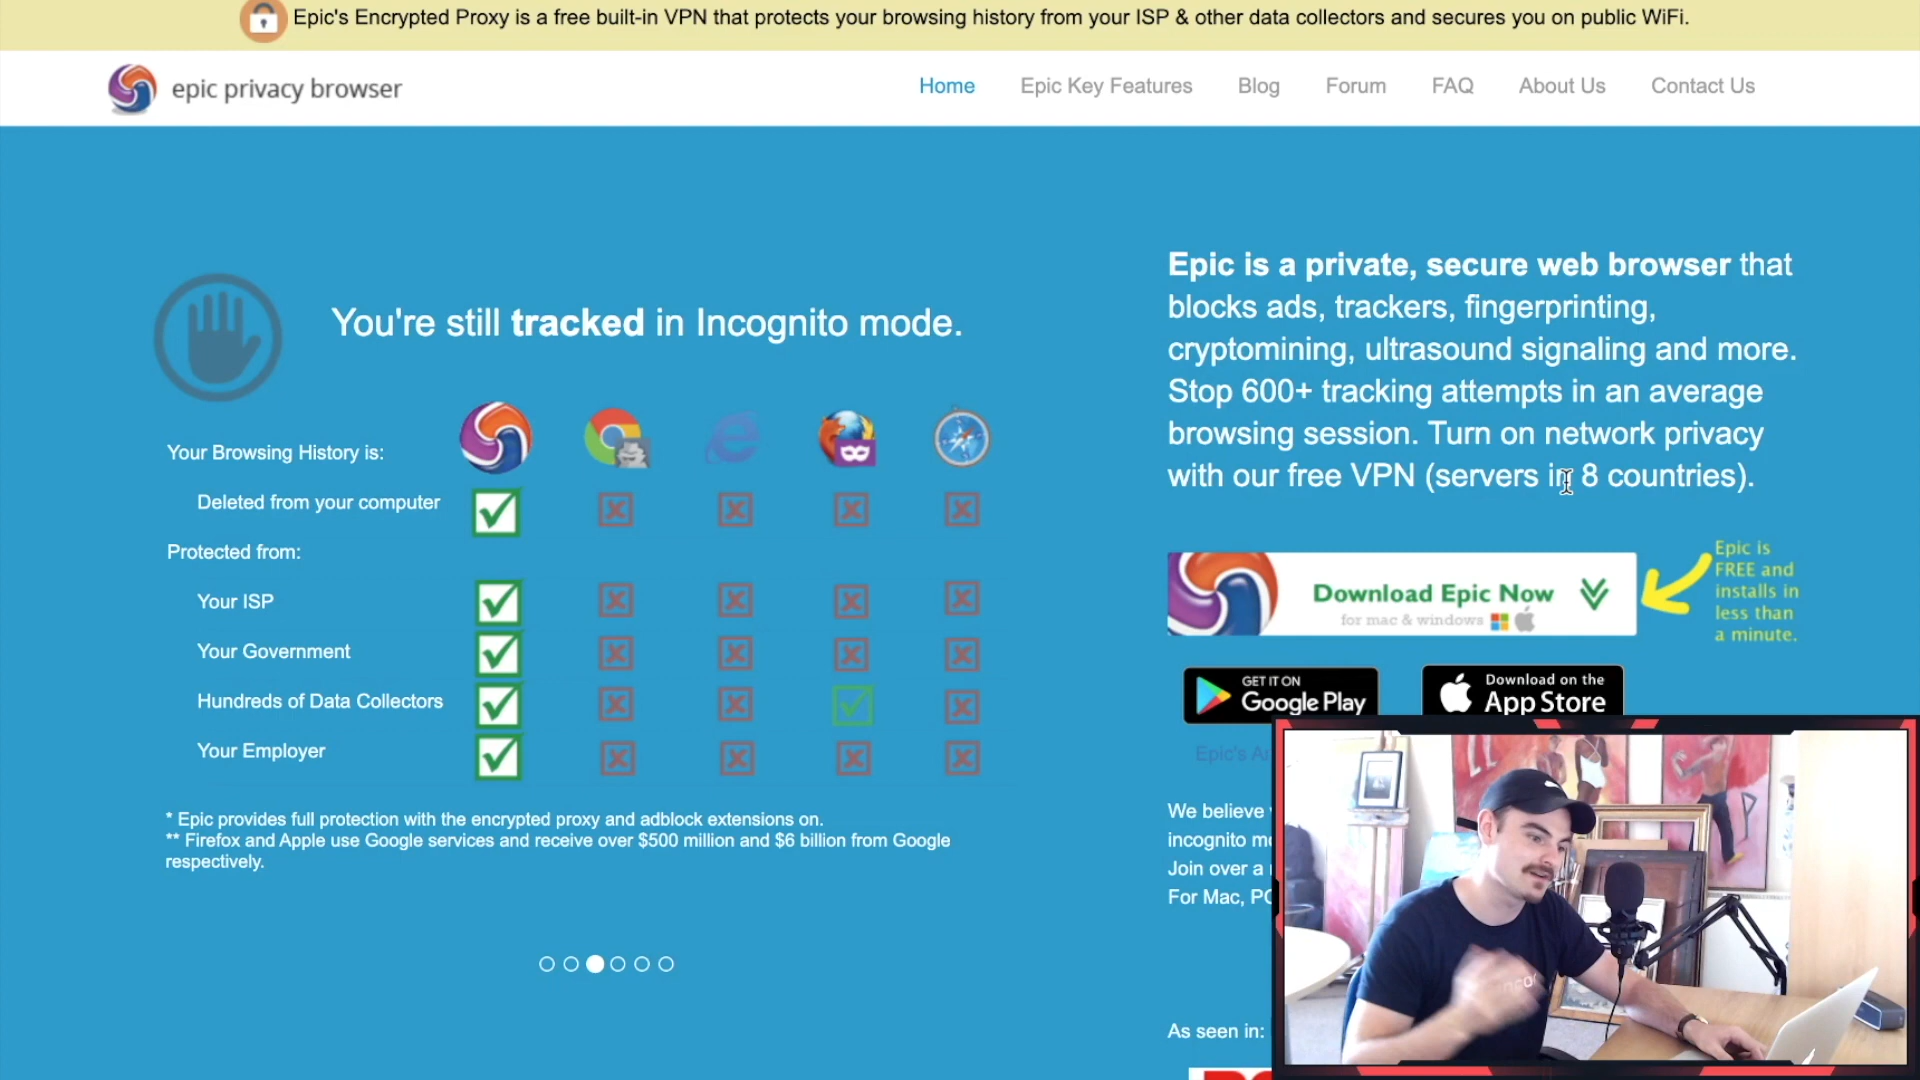 Epic's Encrypted Proxy is a free built-in VPN that protects your browsing history from your ISP & other data collectors and secures you on public WiFi.
epic privacy browser
Home
Epic Key Features
Blog
Forum
FAQ
About Us
Contact Us
You're still tracked in Incognito mode.
Your Browsing History is:
Deleted from your computer
Protected from:
Your ISP
Your Government
Hundreds of Data Collectors
Your Employer
* Epic provides full protection with the encrypted proxy and adblock extensions on.
** Firefox and Apple use Google services and receive over $500 million and $6 billion from Google
respectively.
Epic is a private, secure web browser that
blocks ads, trackers, fingerprinting,
cryptomining, ultrasound signaling and more.
Stop 600+ tracking attempts in an average
browsing session. Turn on network privacy
with our free VPN (servers in 8 countries).
Download Epic Now
for mac & windows
Epic is
FREE and
installs in
less than
a minute.
GET IT ON
Google Play
Download on the
App Store
Epic's
We believe
incognito
Join over a
For Mac,
As seen in: